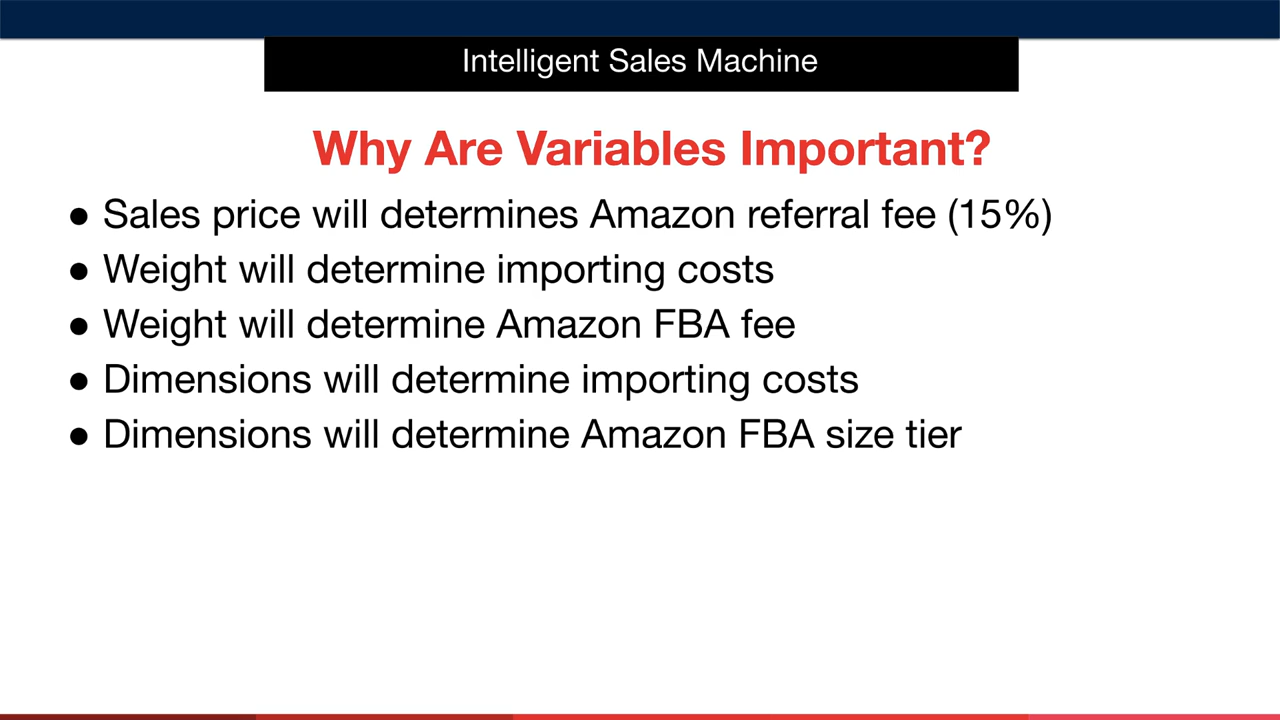 Intelligent Sales Machine
Why Are Variables Important?
● Sales price will determines Amazon referral fee (15%)
● Weight will determine importing costs
● Weight will determine Amazon FBA fee
● Dimensions will determine importing costs
● Dimensions will determine Amazon FBA size tier